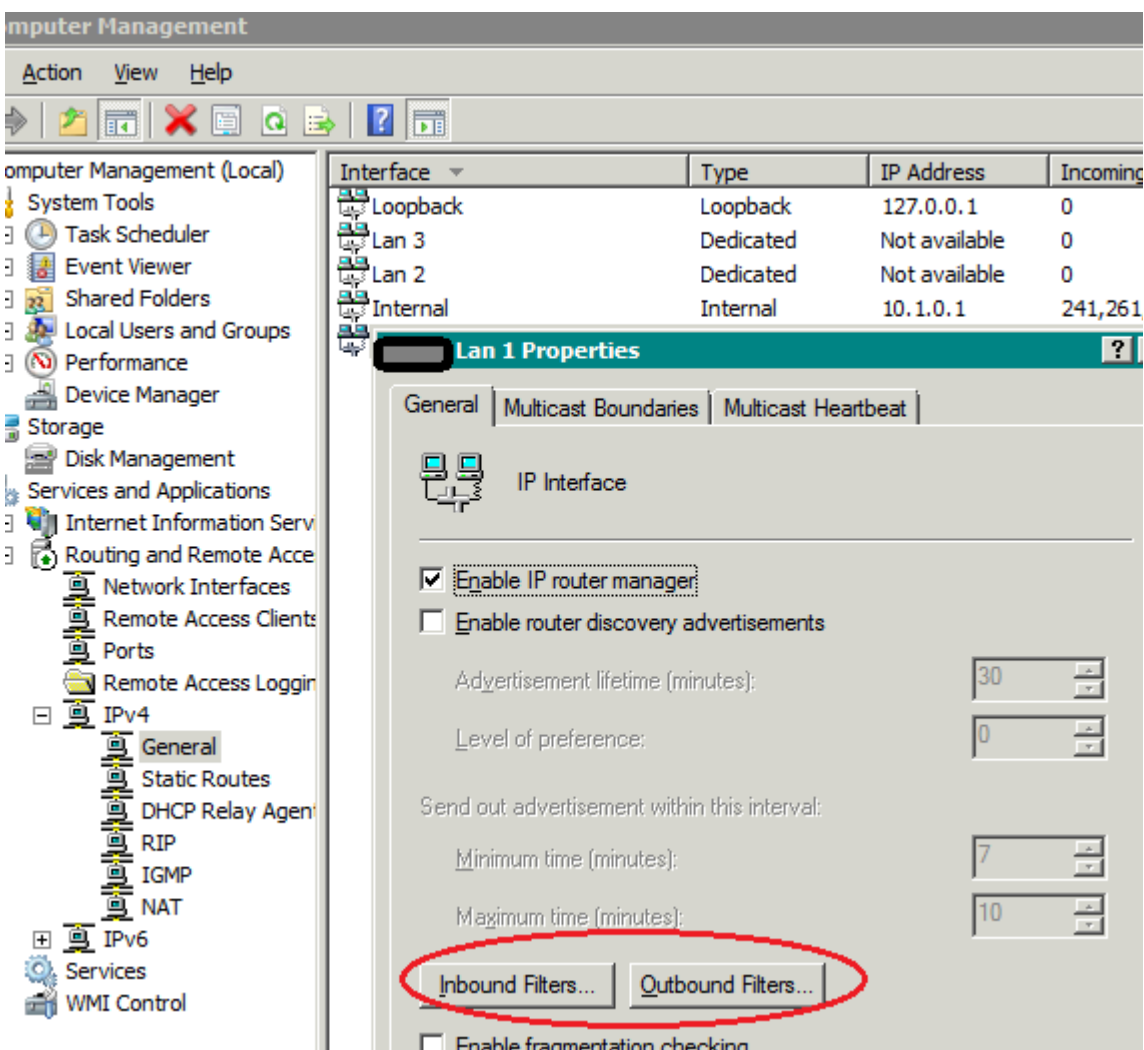 omputer Management
Action View Help
omputer Management (Local)
System Tools
Task Scheduler
Event Viewer
Shared Folders
Local Users and Groups
Performance
Device Manager
Storage
Disk Management
Services and Applications
Internet Information Serv
Routing and Remote Acce
Network Interfaces
Remote Access Clients
Ports
Remote Access Loggin
IPv4
General
Static Routes
DHCP Relay Agen
RIP
IGMP
NAT
IPv6
Services
WMI Control
Interface Type IP Address Incoming
Loopback Loopback 127.0.0.1 0
Lan 3 Dedicated Not available 0
Lan 2 Dedicated Not available 0
Internal Internal 10.1.0.1 241,261,
Lan 1 Properties
General Multicast Boundaries Multicast Heartbeat
IP Interface
Enable IP router manager
Enable router discovery advertisements
Advertisement lifetime (minutes): 30
Level of preference: 0
Send out advertisement within this interval:
Minimum time (minutes): 7
Maximum time (minutes): 10
Inbound Filters... Outbound Filters...
Enable fragmentation checking